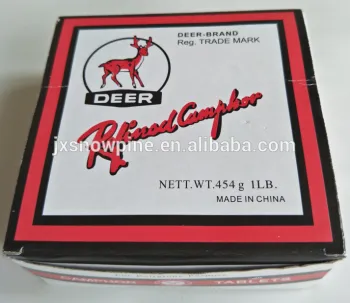 DEER-BRAND
Reg. TRADE MARK
DEER
Refined Camphor
jxsnowpine.en.alibaba.com
NETT.WT.454 g 1LB.
MADE IN CHINA
TABLETS